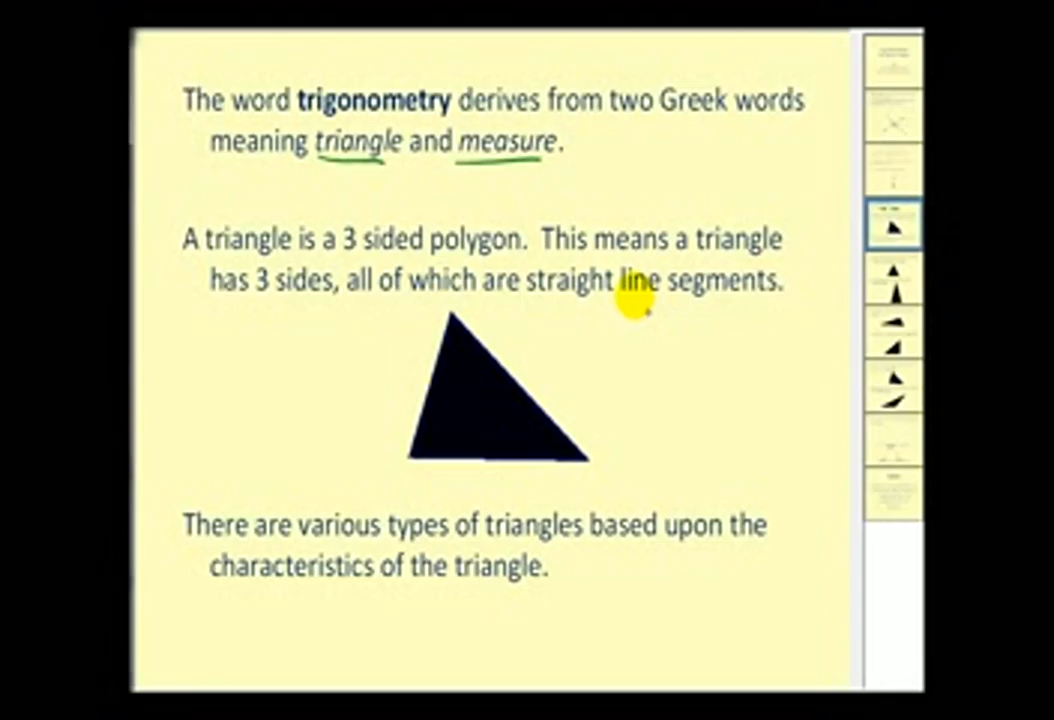 The word trigonometry derives from two Greek words
meaning triangle and measure.
A triangle is a 3 sided polygon.  This means a triangle
has 3 sides, all of which are straight line segments.
There are various types of triangles based upon the
characteristics of the triangle.